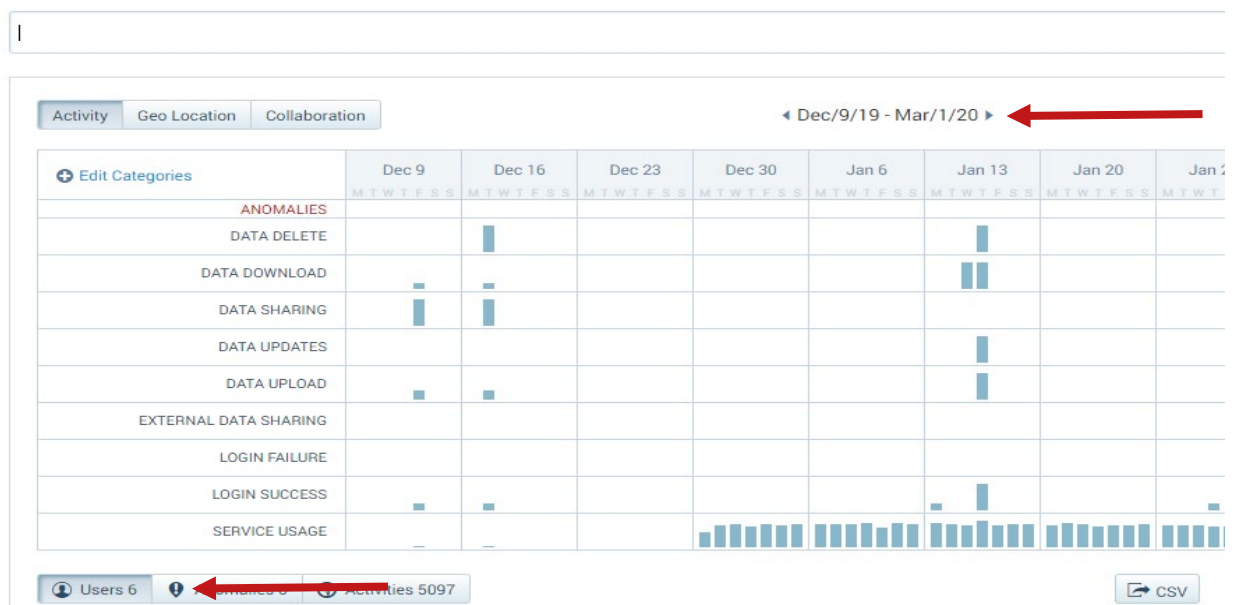 Activity Geo Location Collaboration Dec/9/19 - Mar/1/20
Edit Categories Dec 9 Dec 16 Dec 23 Dec 30 Jan 6 Jan 13 Jan 20 Jan
M T W T F S S M T W T F S S M T W T F S S M T W T F S S M T W T F S S M T W T F S S M T W T F S S M T W T
ANOMALIES
DATA DELETE
DATA DOWNLOAD
DATA SHARING
DATA UPDATES
DATA UPLOAD
EXTERNAL DATA SHARING
LOGIN FAILURE
LOGIN SUCCESS
SERVICE USAGE
Users 6 Activities 5097 CSV